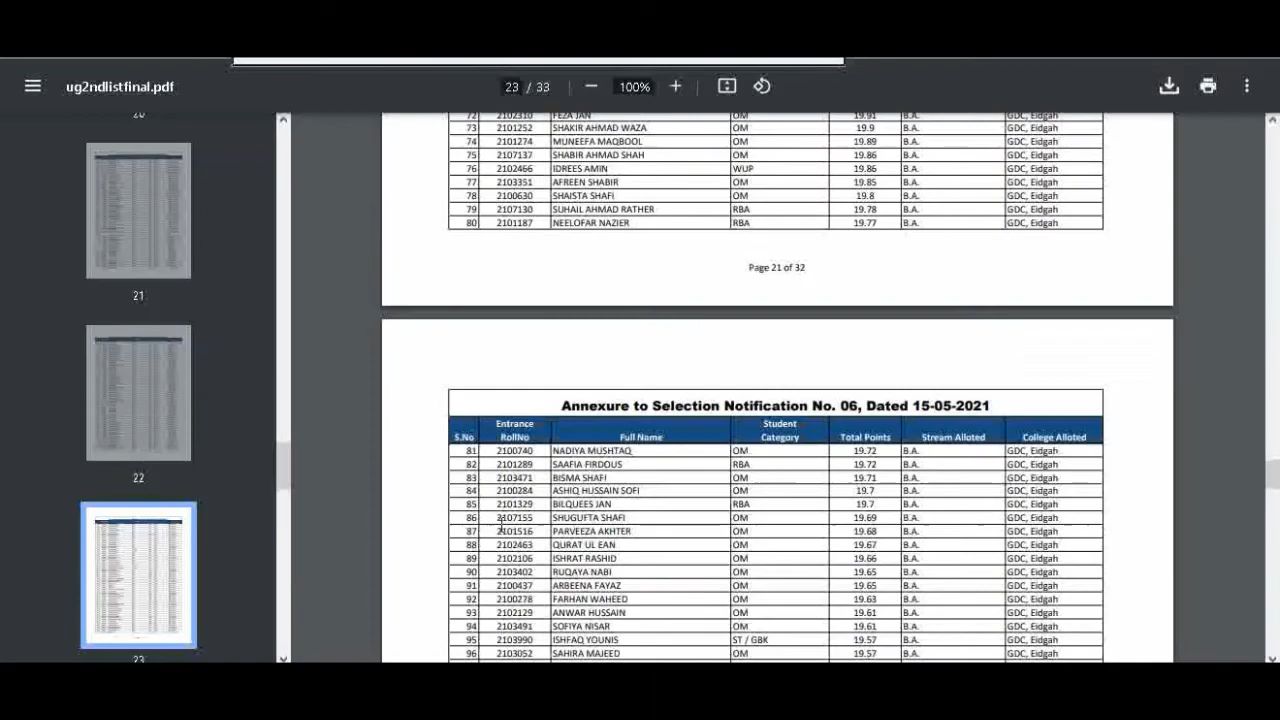 ug2ndlistfinal.pdf 23 / 33 100%
20
21
22
23
72 2102310 FEZA JAN OM 19.91 B.A. GDC, Eidgah
73 2101252 SHAKIR AHMAD WAZA OM 19.9 B.A. GDC, Eidgah
74 2101274 MUNEEFA MAQBOOL OM 19.89 B.A. GDC, Eidgah
75 2107137 SHABIR AHMAD SHAH OM 19.86 B.A. GDC, Eidgah
76 2102466 IDREES AMIN WUP 19.86 B.A. GDC, Eidgah
77 2103351 AFREEN SHABIR OM 19.85 B.A. GDC, Eidgah
78 2100630 SHAISTA SHAFI OM 19.8 B.A. GDC, Eidgah
79 2107130 SUHAIL AHMAD RATHER RBA 19.78 B.A. GDC, Eidgah
80 2101187 NEELOFAR NAZIER RBA 19.77 B.A. GDC, Eidgah
Page 21 of 32
Annexure to Selection Notification No. 06, Dated 15-05-2021
S.No Entrance RollNo Full Name Student Category Total Points Stream Alloted College Alloted
81 2100740 NADIYA MUSHTAQ OM 19.72 B.A. GDC, Eidgah
82 2101289 SAAFIA FIRDOUS RBA 19.72 B.A. GDC, Eidgah
83 2103471 BISMA SHAFI OM 19.71 B.A. GDC, Eidgah
84 2100284 ASHIQ HUSSAIN SOFI OM 19.7 B.A. GDC, Eidgah
85 2101329 BILQUEES JAN RBA 19.7 B.A. GDC, Eidgah
86 2107155 SHUGUFTA SHAFI OM 19.69 B.A. GDC, Eidgah
87 2101516 PARVEEZA AKHTER OM 19.68 B.A. GDC, Eidgah
88 2102463 QURAT UL EAN OM 19.67 B.A. GDC, Eidgah
89 2102106 ISHRAT RASHID OM 19.66 B.A. GDC, Eidgah
90 2103402 RUQAYA NABI OM 19.65 B.A. GDC, Eidgah
91 2100437 ARBEENA FAYAZ OM 19.65 B.A. GDC, Eidgah
92 2100278 FARHAN WAHEED OM 19.63 B.A. GDC, Eidgah
93 2102129 ANWAR HUSSAIN OM 19.61 B.A. GDC, Eidgah
94 2103491 SOFIYA NISAR OM 19.61 B.A. GDC, Eidgah
95 2103990 ISHFAQ YOUNIS ST / GBK 19.57 B.A. GDC, Eidgah
96 2103052 SAHIRA MAJEED OM 19.57 B.A. GDC, Eidgah